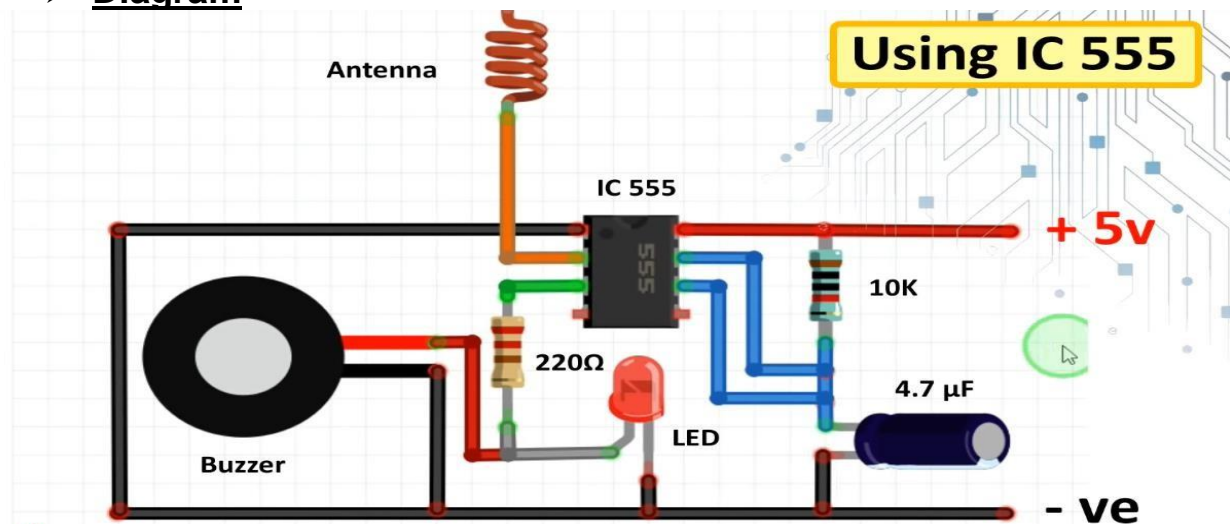 Diagram
Using IC 555
Antenna
IC 555
+ 5v
555
10K
220Ω
4.7 µF
LED
Buzzer
- ve